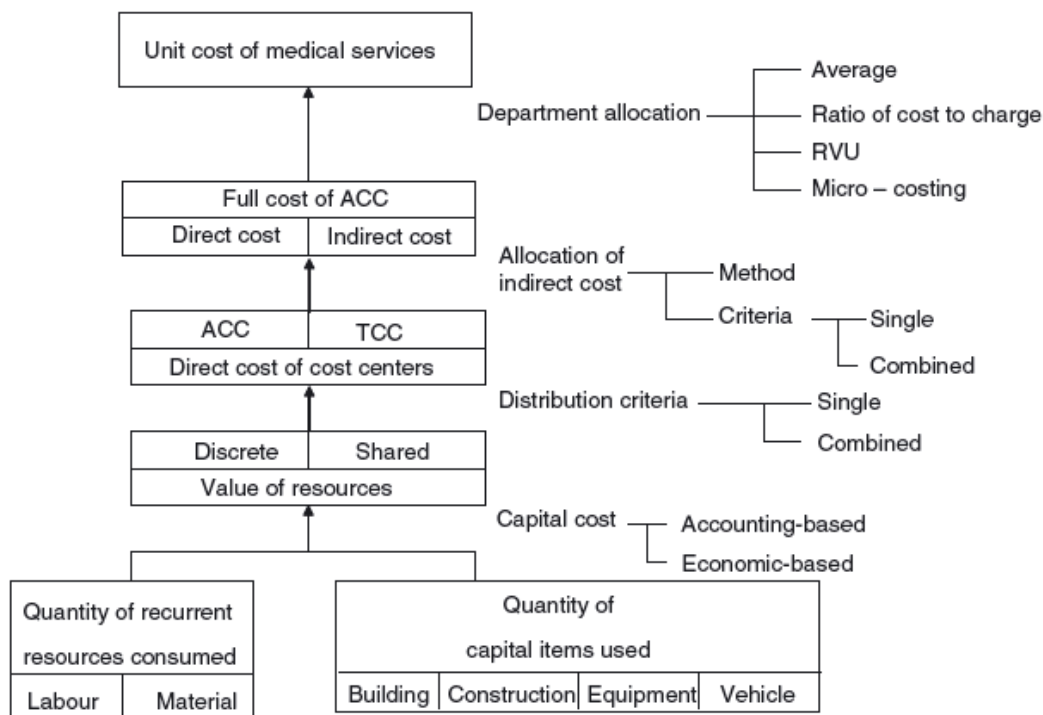 Unit cost of medical services
Average
Department allocation
Ratio of cost to charge
RVU
Micro – costing
Full cost of ACC
Direct cost
Indirect cost
Allocation of
indirect cost
Method
Criteria
Single
Combined
ACC
TCC
Direct cost of cost centers
Distribution criteria
Single
Combined
Discrete
Shared
Value of resources
Capital cost
Accounting-based
Economic-based
Quantity of recurrent
resources consumed
Labour
Material
Quantity of
capital items used
Building
Construction
Equipment
Vehicle